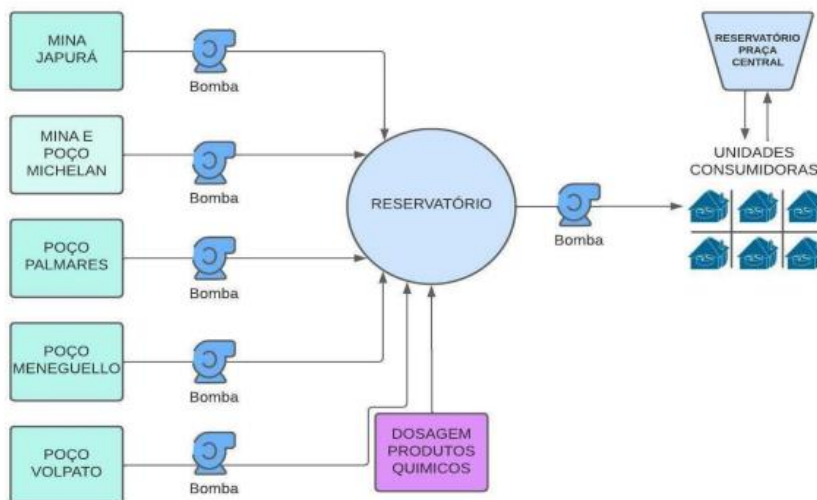 MINA
JAPURÁ
Bomba
MINA E
POÇO
MICHELAN
Bomba
POÇO
PALMARES
Bomba
POÇO
MENEGUELLO
Bomba
POÇO
VOLPATO
Bomba
RESERVATÓRIO
DOSAGEM
PRODUTOS
QUIMICOS
Bomba
RESERVATÓRIO
PRAÇA
CENTRAL
UNIDADES
CONSUMIDORAS